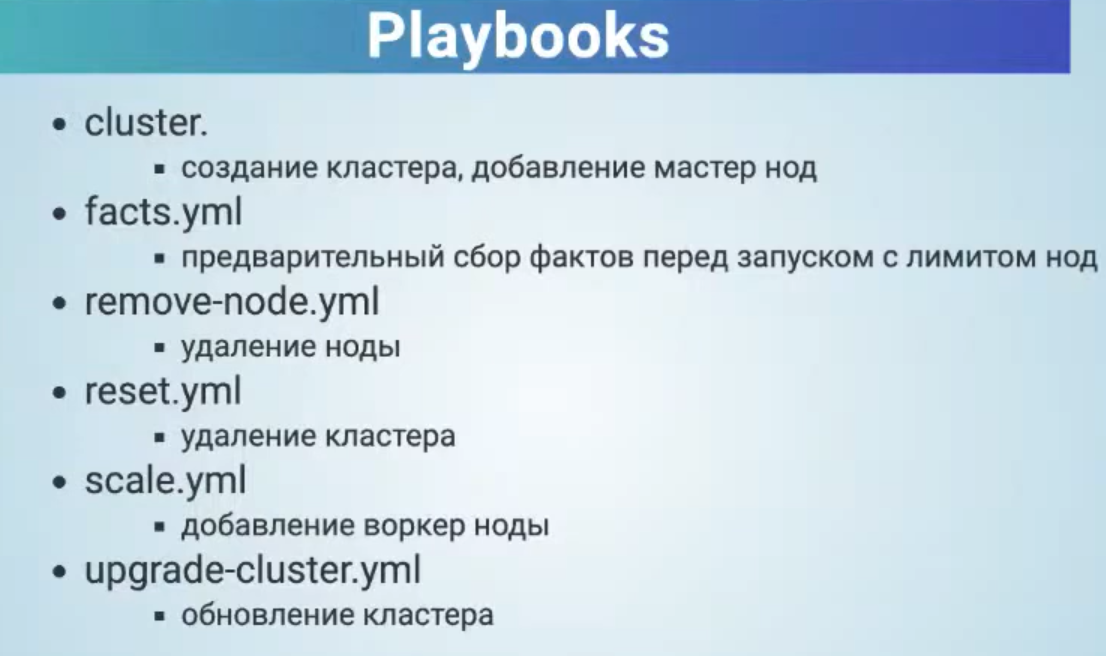 Playbooks
• cluster.
▪ создание кластера, добавление мастер нод
• facts.yml
▪ предварительный сбор фактов перед запуском с лимитом нод
• remove-node.yml
▪ удаление ноды
• reset.yml
▪ удаление кластера
• scale.yml
▪ добавление воркер ноды
• upgrade-cluster.yml
▪ обновление кластера